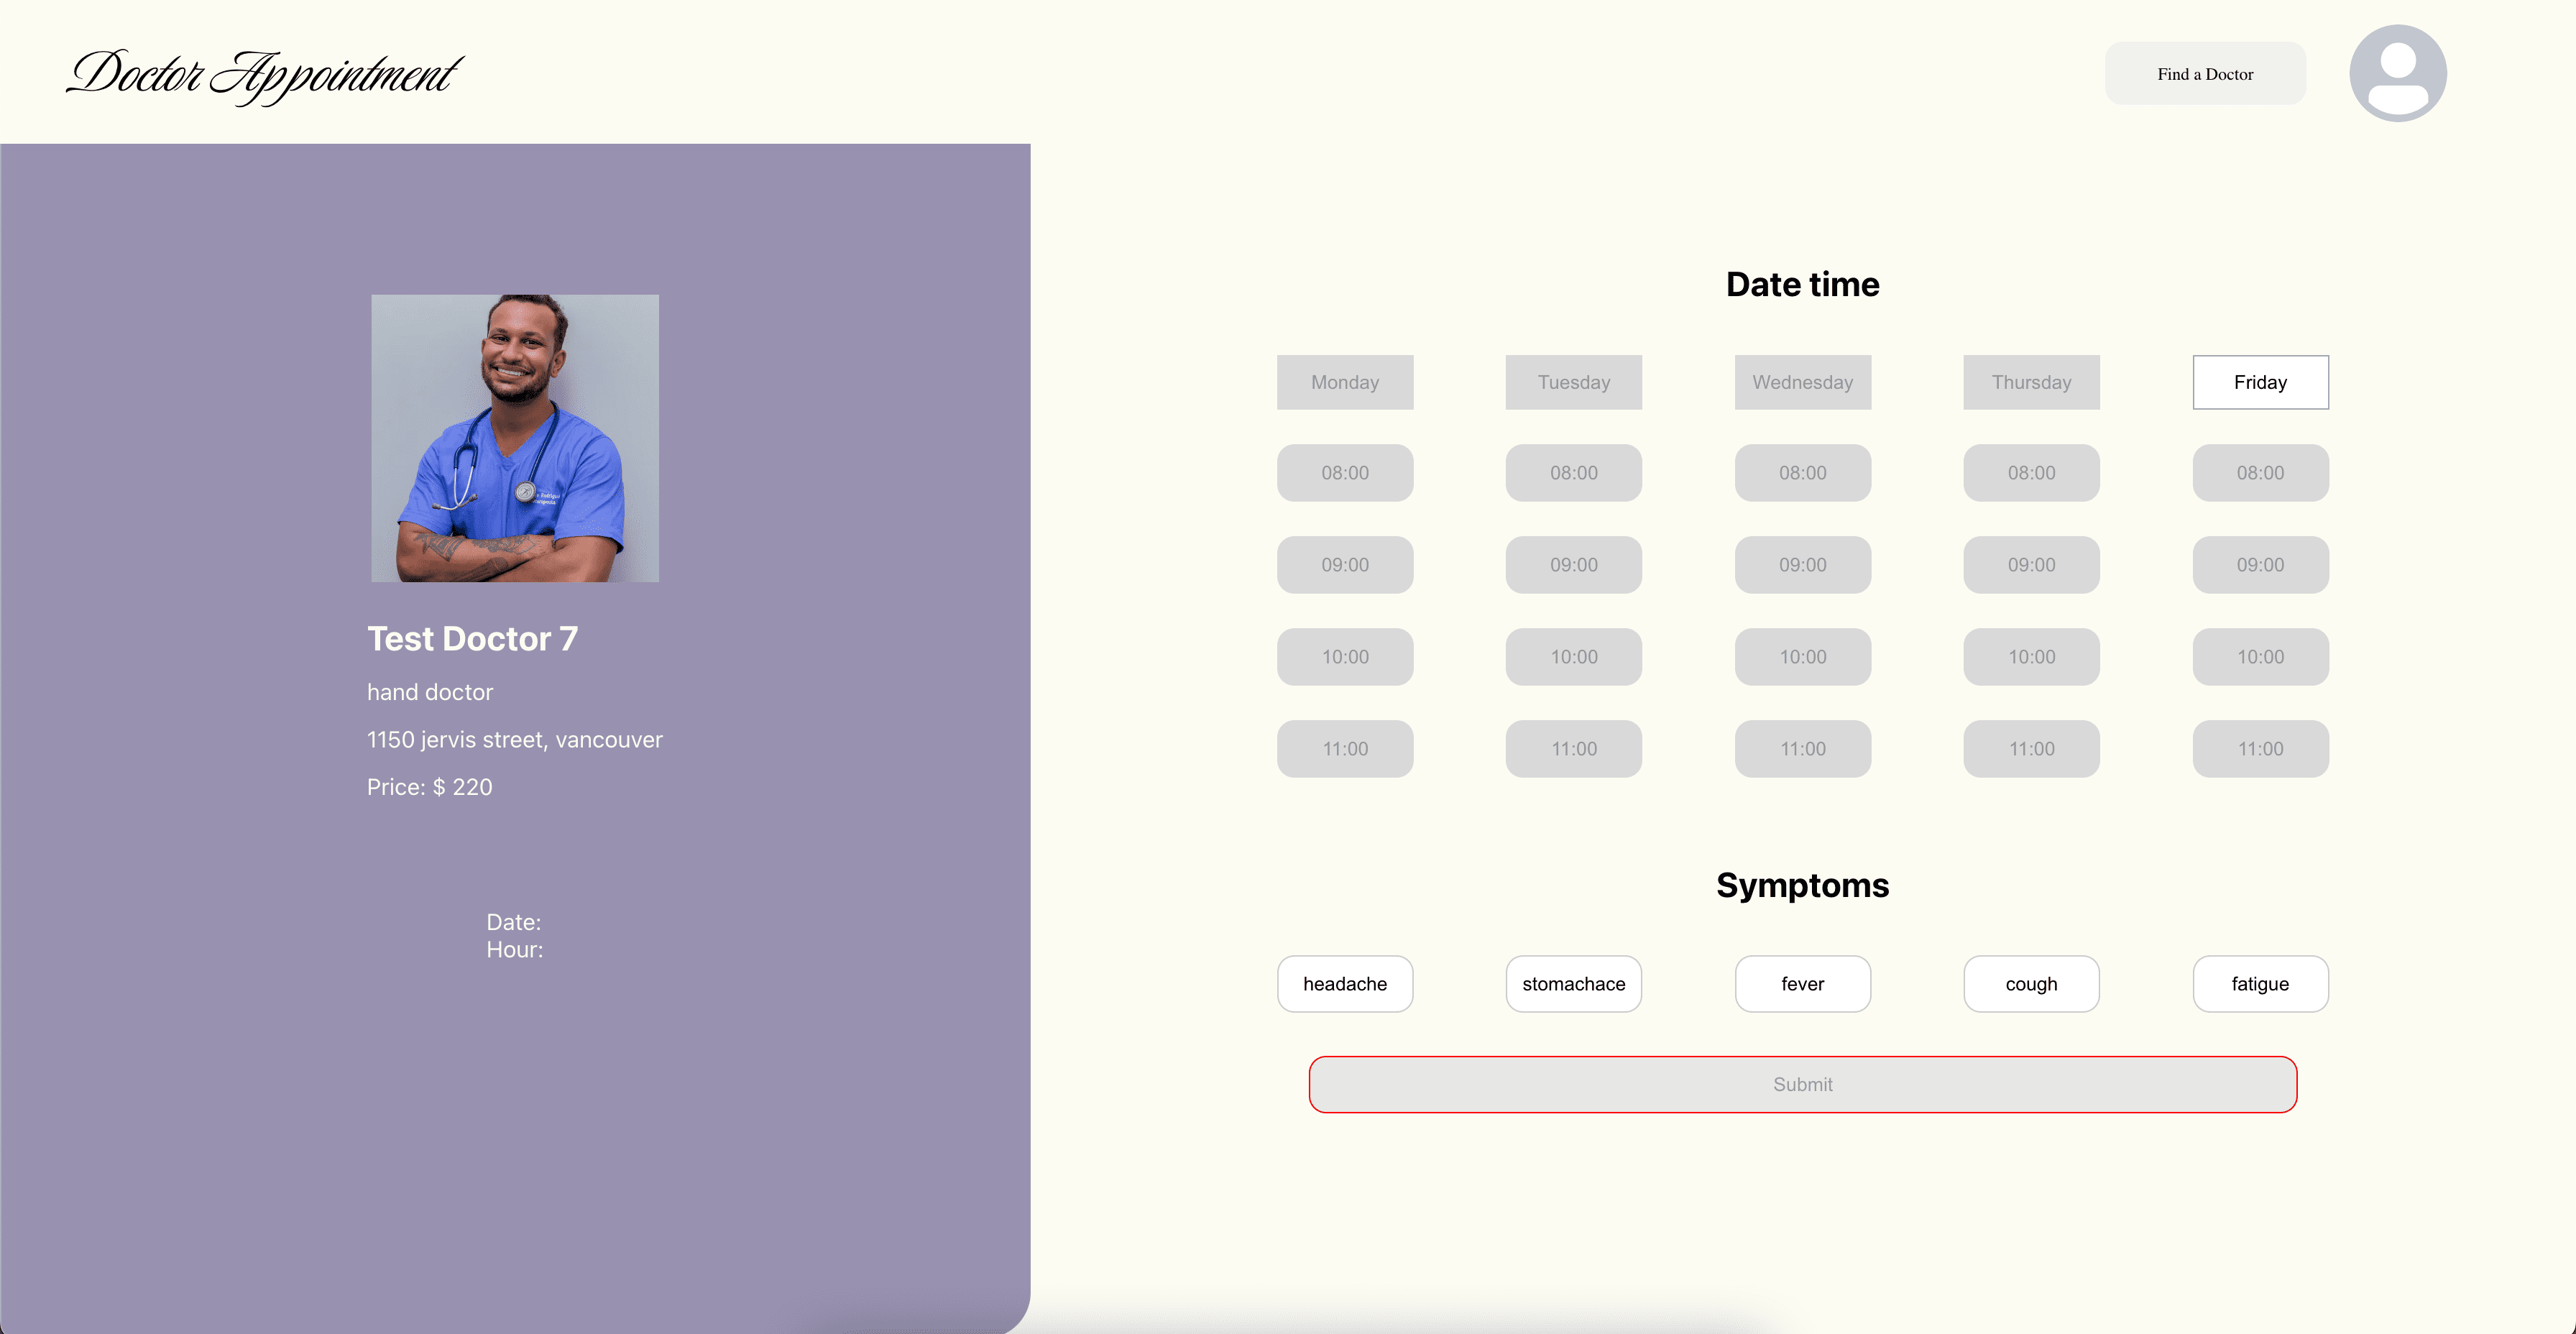 Doctor Appointment
Find a Doctor
Test Doctor 7
hand doctor
1150 jervis street, vancouver
Price: $ 220
Date:
Hour:
Date time
Monday Tuesday Wednesday Thursday Friday
08:00 08:00 08:00 08:00 08:00
09:00 09:00 09:00 09:00 09:00
10:00 10:00 10:00 10:00 10:00
11:00 11:00 11:00 11:00 11:00
Symptoms
headache stomachace fever cough fatigue
Submit